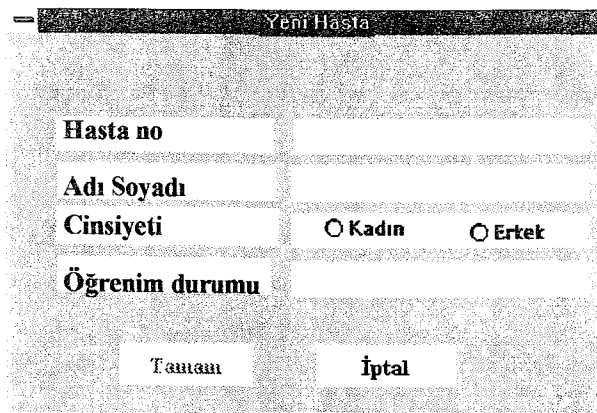 Yeni Hasta
Hasta no
Adı Soyadı
Cinsiyeti Kadın Erkek
Öğrenim durumu
Tamam İptal